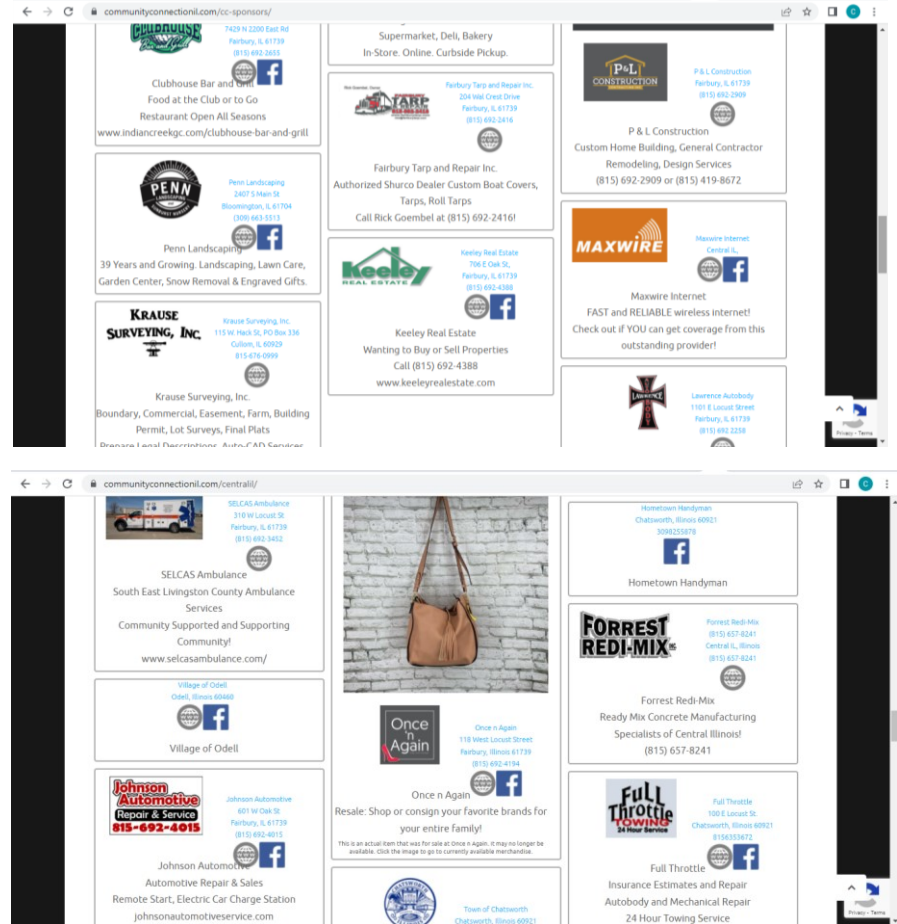 communityconnectionil.com/cc-sponsors/
CLUBHOUSE
Bar and Grill
7429 N 2200 East Rd
Fairbury, IL 61739
(815) 692-2655
Clubhouse Bar and Grill
Food at the Club or to Go
Restaurant Open All Seasons
www.indiancreekgc.com/clubhouse-bar-and-grill
PENN
LANDSCAPING
Penn Landscaping
2407 S Main St
Bloomington, IL 61704
(309) 663-5513
Penn Landscaping
39 Years and Growing. Landscaping, Lawn Care,
Garden Center, Snow Removal & Engraved Gifts.
KRAUSE
SURVEYING, INC.
Krause Surveying, Inc.
115 W. Hack St, PO Box 336
Cullom, IL 60929
815-676-0999
Krause Surveying, Inc.
Boundary, Commercial, Easement, Farm, Building
Permit, Lot Surveys, Final Plats
Prepare Legal Descriptions, Auto-CAD Services
Supermarket, Deli, Bakery
In-Store. Online. Curbside Pickup.
Rick Goembel, Owner
TARP
Fairbury Tarp and Repair Inc.
204 Wal Crest Drive
Fairbury, IL 61739
(815) 692-2416
Fairbury Tarp and Repair Inc.
Authorized Shurco Dealer Custom Boat Covers,
Tarps, Roll Tarps
Call Rick Goembel at (815) 692-2416!
Keeley
REAL ESTATE
Keeley Real Estate
706 E Oak St,
Fairbury, IL 61739
(815) 692-4388
Keeley Real Estate
Wanting to Buy or Sell Properties
Call (815) 692-4388
www.keeleyrealestate.com
P&L
CONSTRUCTION
P & L Construction
Fairbury, IL 61739
(815) 692-2909
P & L Construction
Custom Home Building, General Contractor
Remodeling, Design Services
(815) 692-2909 or (815) 419-8672
MAXWIRE
Maxwire Internet
Central IL,
Maxwire Internet
FAST and RELIABLE wireless internet!
Check out if YOU can get coverage from this
outstanding provider!
LAWRENCE
AUTOBODY
Lawrence Autobody
1101 E Locust Street
Fairbury, IL 61739
(815) 692 2258
Privacy - Terms
communityconnectionil.com/centralil/
SELCAS Ambulance
310 W Locust St
Fairbury, IL 61739
(815) 692-3452
SELCAS Ambulance
South East Livingston County Ambulance
Services
Community Supported and Supporting
Community!
www.selcasambulance.com/
Village of Odell
Odell, Illinois 60460
Village of Odell
Johnson
Automotive
Repair & Service
815-692-4015
Johnson Automotive
601 W Oak St
Fairbury, IL 61739
(815) 692-4015
Johnson Automotive
Automotive Repair & Sales
Remote Start, Electric Car Charge Station
johnsonautomotiveservice.com
Once
'n
Again
Once n Again
118 West Locust Street
Fairbury, Illinois 61739
(815) 692-4194
Once n Again
Resale: Shop or consign your favorite brands for
your entire family!
This is an actual item that was for sale at Once n Again. It may no longer be
available. Click the image to go to currently available merchandise.
CHATSWORTH
Town of Chatsworth
Chatsworth, Illinois 60921
Hometown Handyman
Chatsworth, Illinois 60921
3098255878
Hometown Handyman
FORREST
REDI-MIX INC
Forrest Redi-Mix
(815) 657-8241
Central IL, Illinois
(815) 657-8241
Forrest Redi-Mix
Ready Mix Concrete Manufacturing
Specialists of Central Illinois!
(815) 657-8241
FULL
Throttle
TOWING
24 Hour Service
Full Throttle
100 E Locust St.
Chatsworth, Illinois 60921
8156353672
Full Throttle
Insurance Estimates and Repair
Autobody and Mechanical Repair
24 Hour Towing Service
Privacy - Terms